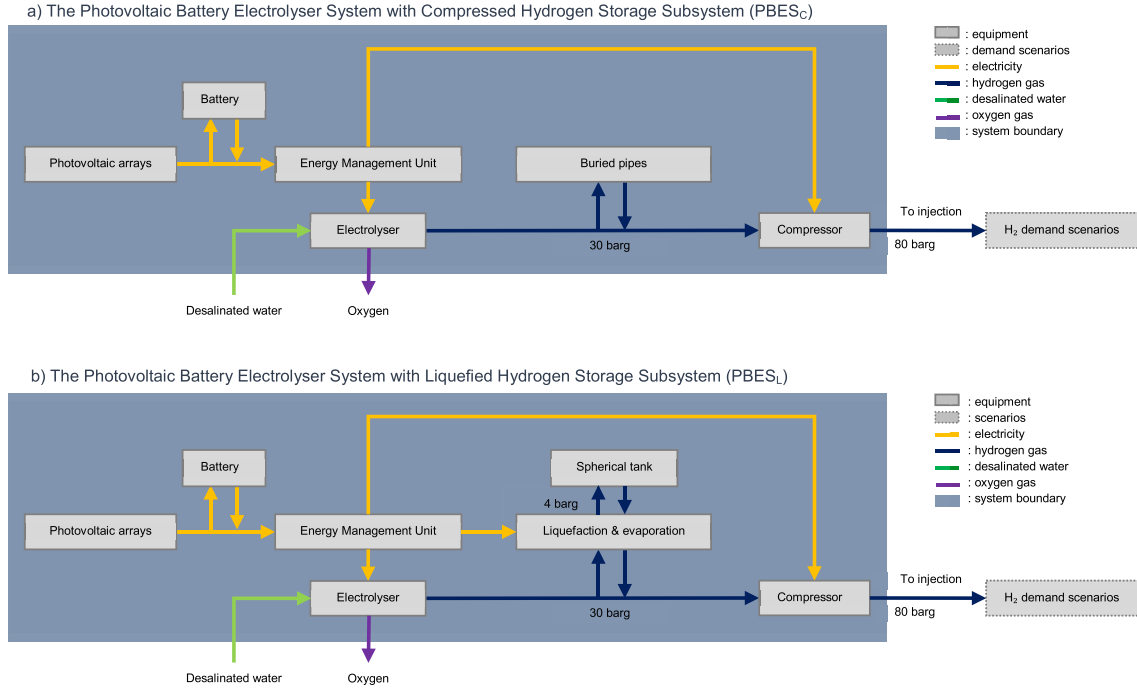 a) The Photovoltaic Battery Electrolyser System with Compressed Hydrogen Storage Subsystem (PBES_C)
: equipment
: demand scenarios
: electricity
: hydrogen gas
: desalinated water
: oxygen gas
: system boundary
Battery
Photovoltaic arrays
Energy Management Unit
Buried pipes
Electrolyser
30 barg
Compressor
To injection
80 barg
H₂ demand scenarios
Desalinated water
Oxygen
b) The Photovoltaic Battery Electrolyser System with Liquefied Hydrogen Storage Subsystem (PBES_L)
: equipment
: scenarios
: electricity
: hydrogen gas
: desalinated water
: oxygen gas
: system boundary
Battery
Spherical tank
4 barg
Photovoltaic arrays
Energy Management Unit
Liquefaction & evaporation
Electrolyser
30 barg
Compressor
To injection
80 barg
H₂ demand scenarios
Desalinated water
Oxygen